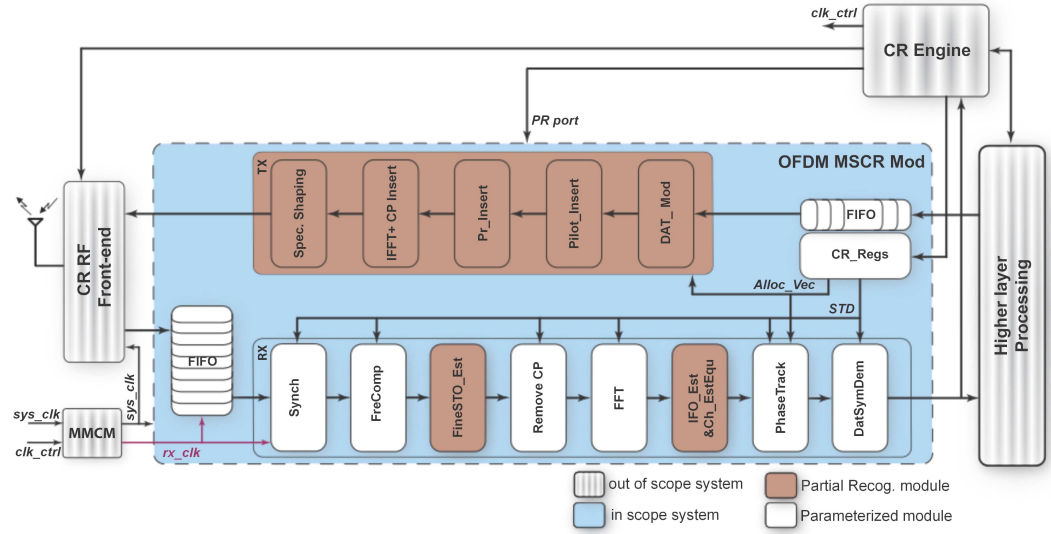 clk_ctrl
CR Engine
PR port
OFDM MSCR Mod
TX
Spec. Shaping
IFFT+ CP Insert
Pr_Insert
Pilot_Insert
DAT_ Mod
FIFO
CR_Regs
Alloc_Vec
STD
CR RF
Front-end
Higher layer
Processing
FIFO
RX
Synch
FreComp
FineSTO_Est
Remove CP
FFT
IFO_Est
&Ch_EstEqu
PhaseTrack
DatSymDem
sys_clk
sys_clk
MMCM
clk_ctrl
rx_clk
out of scope system
Partial Recog. module
in scope system
Parameterized module